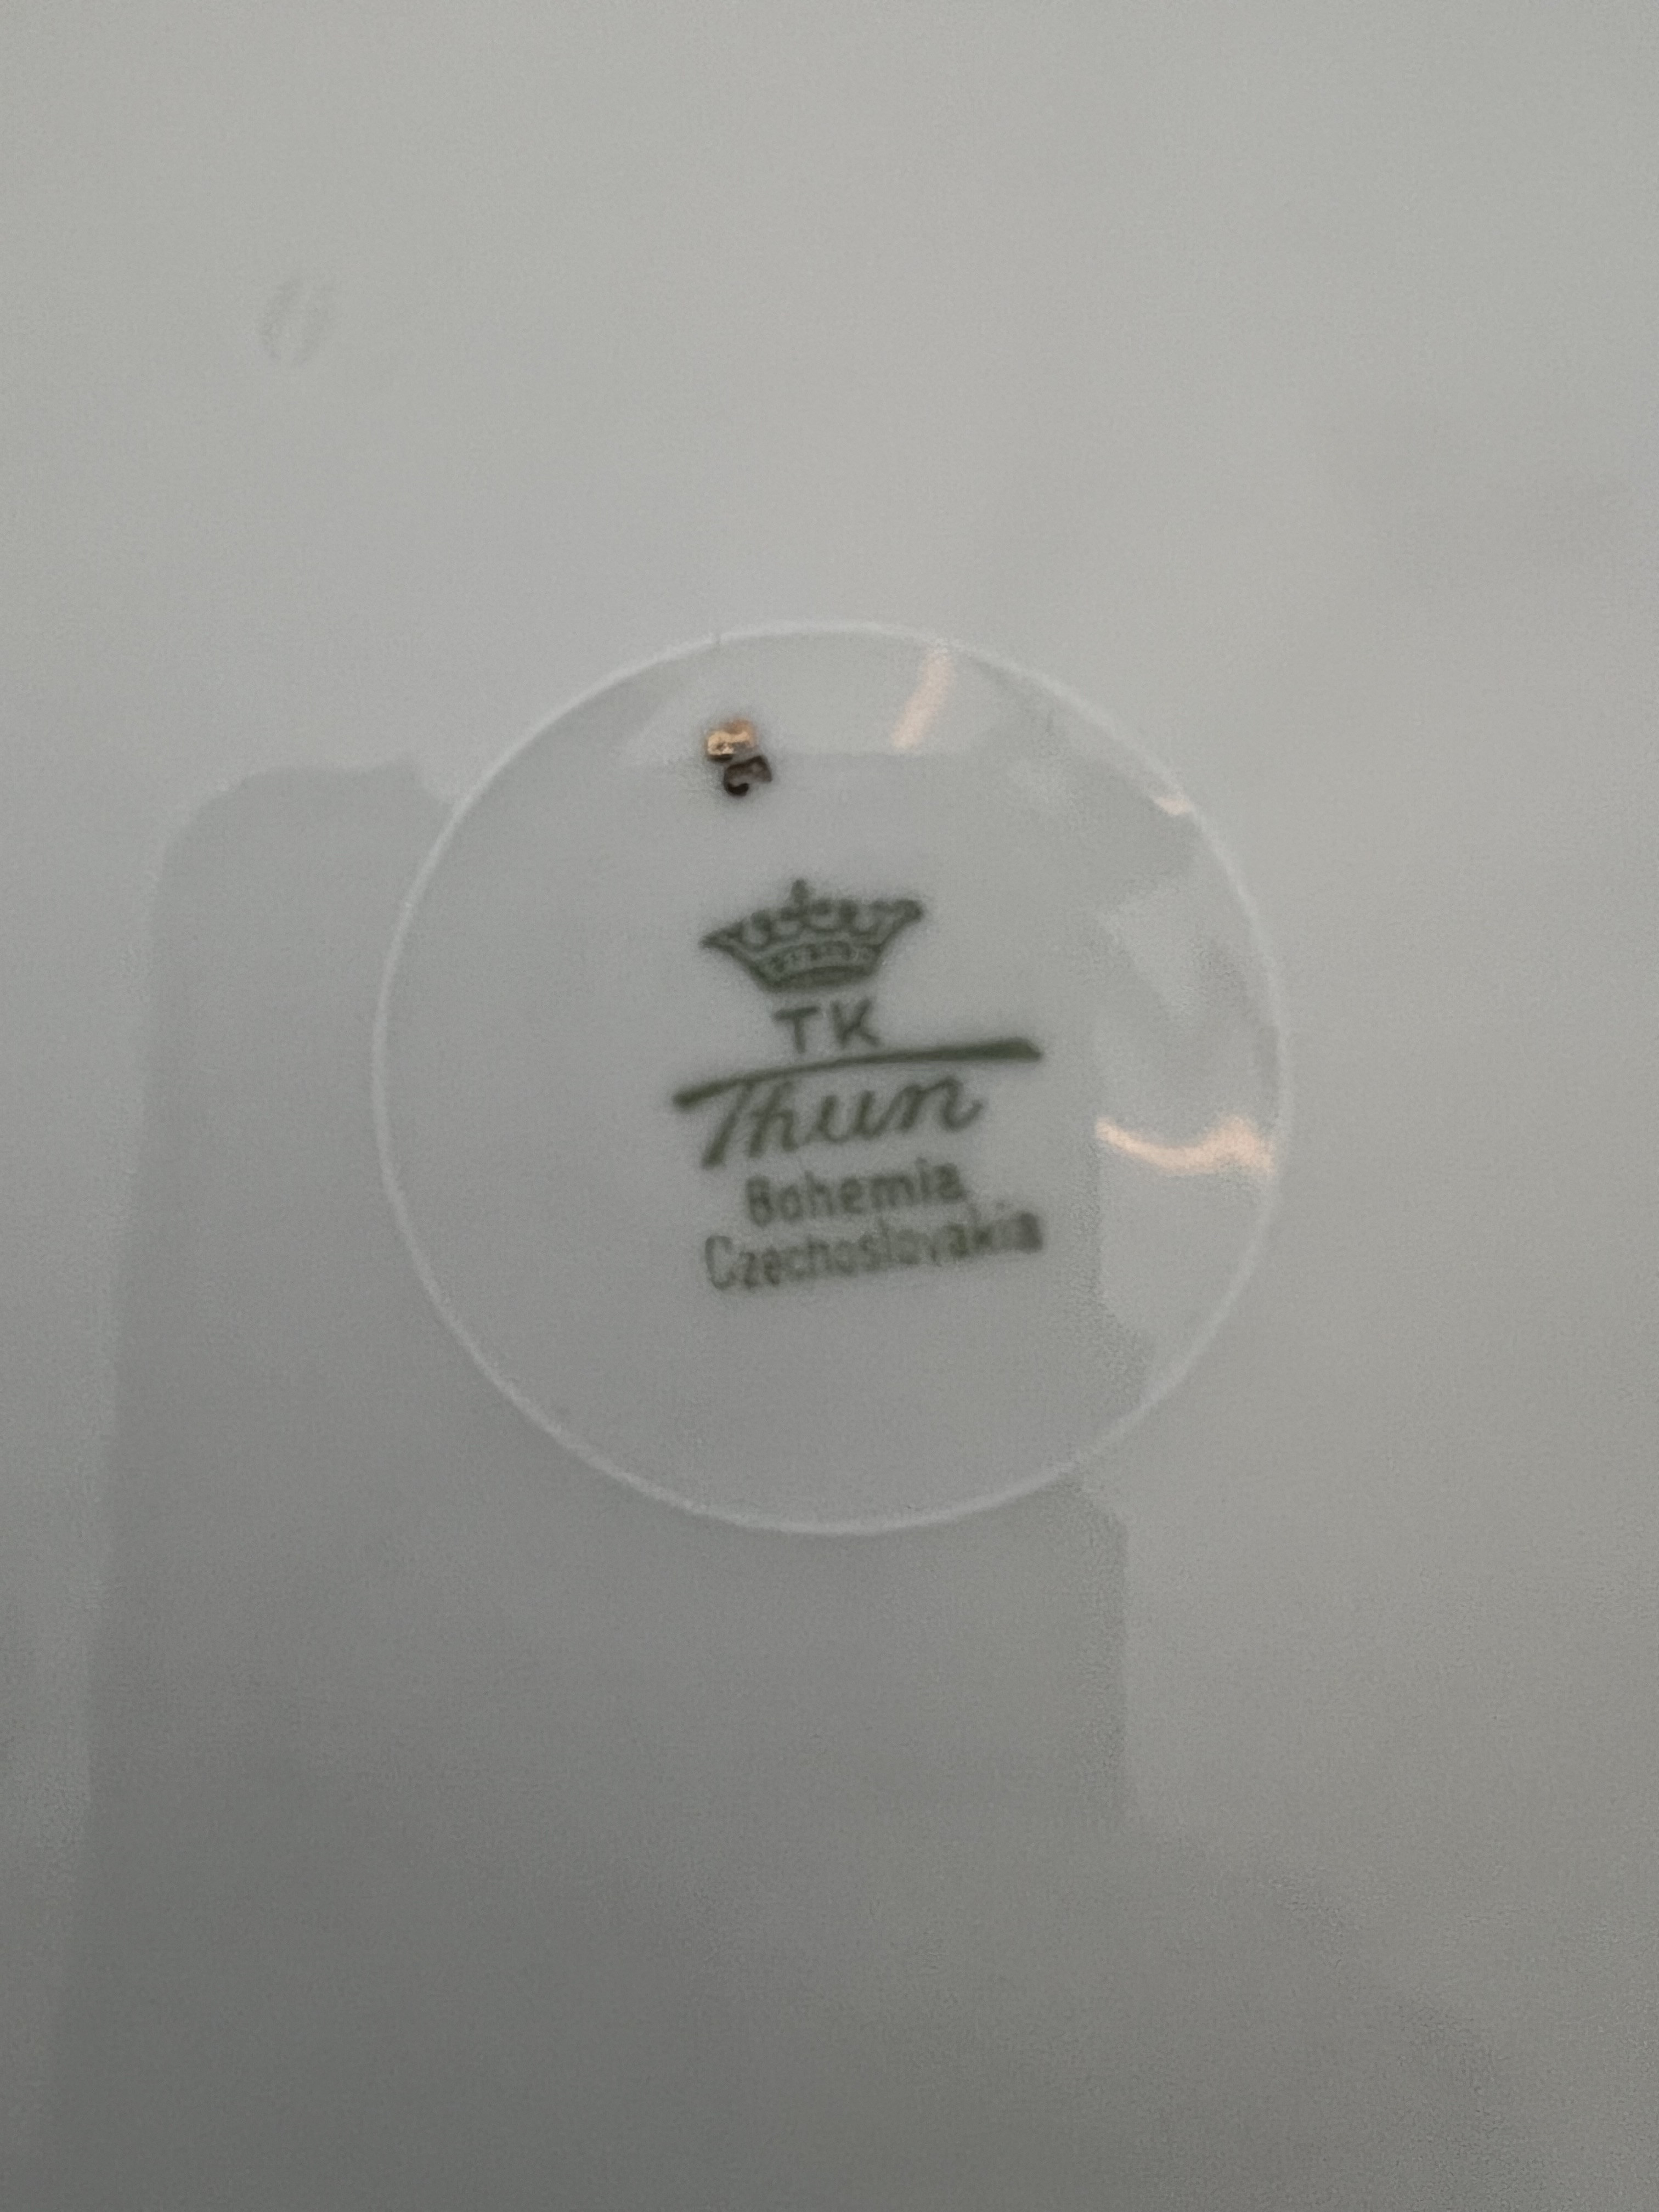 TK
Thun
Bohemia
Czechoslovakia